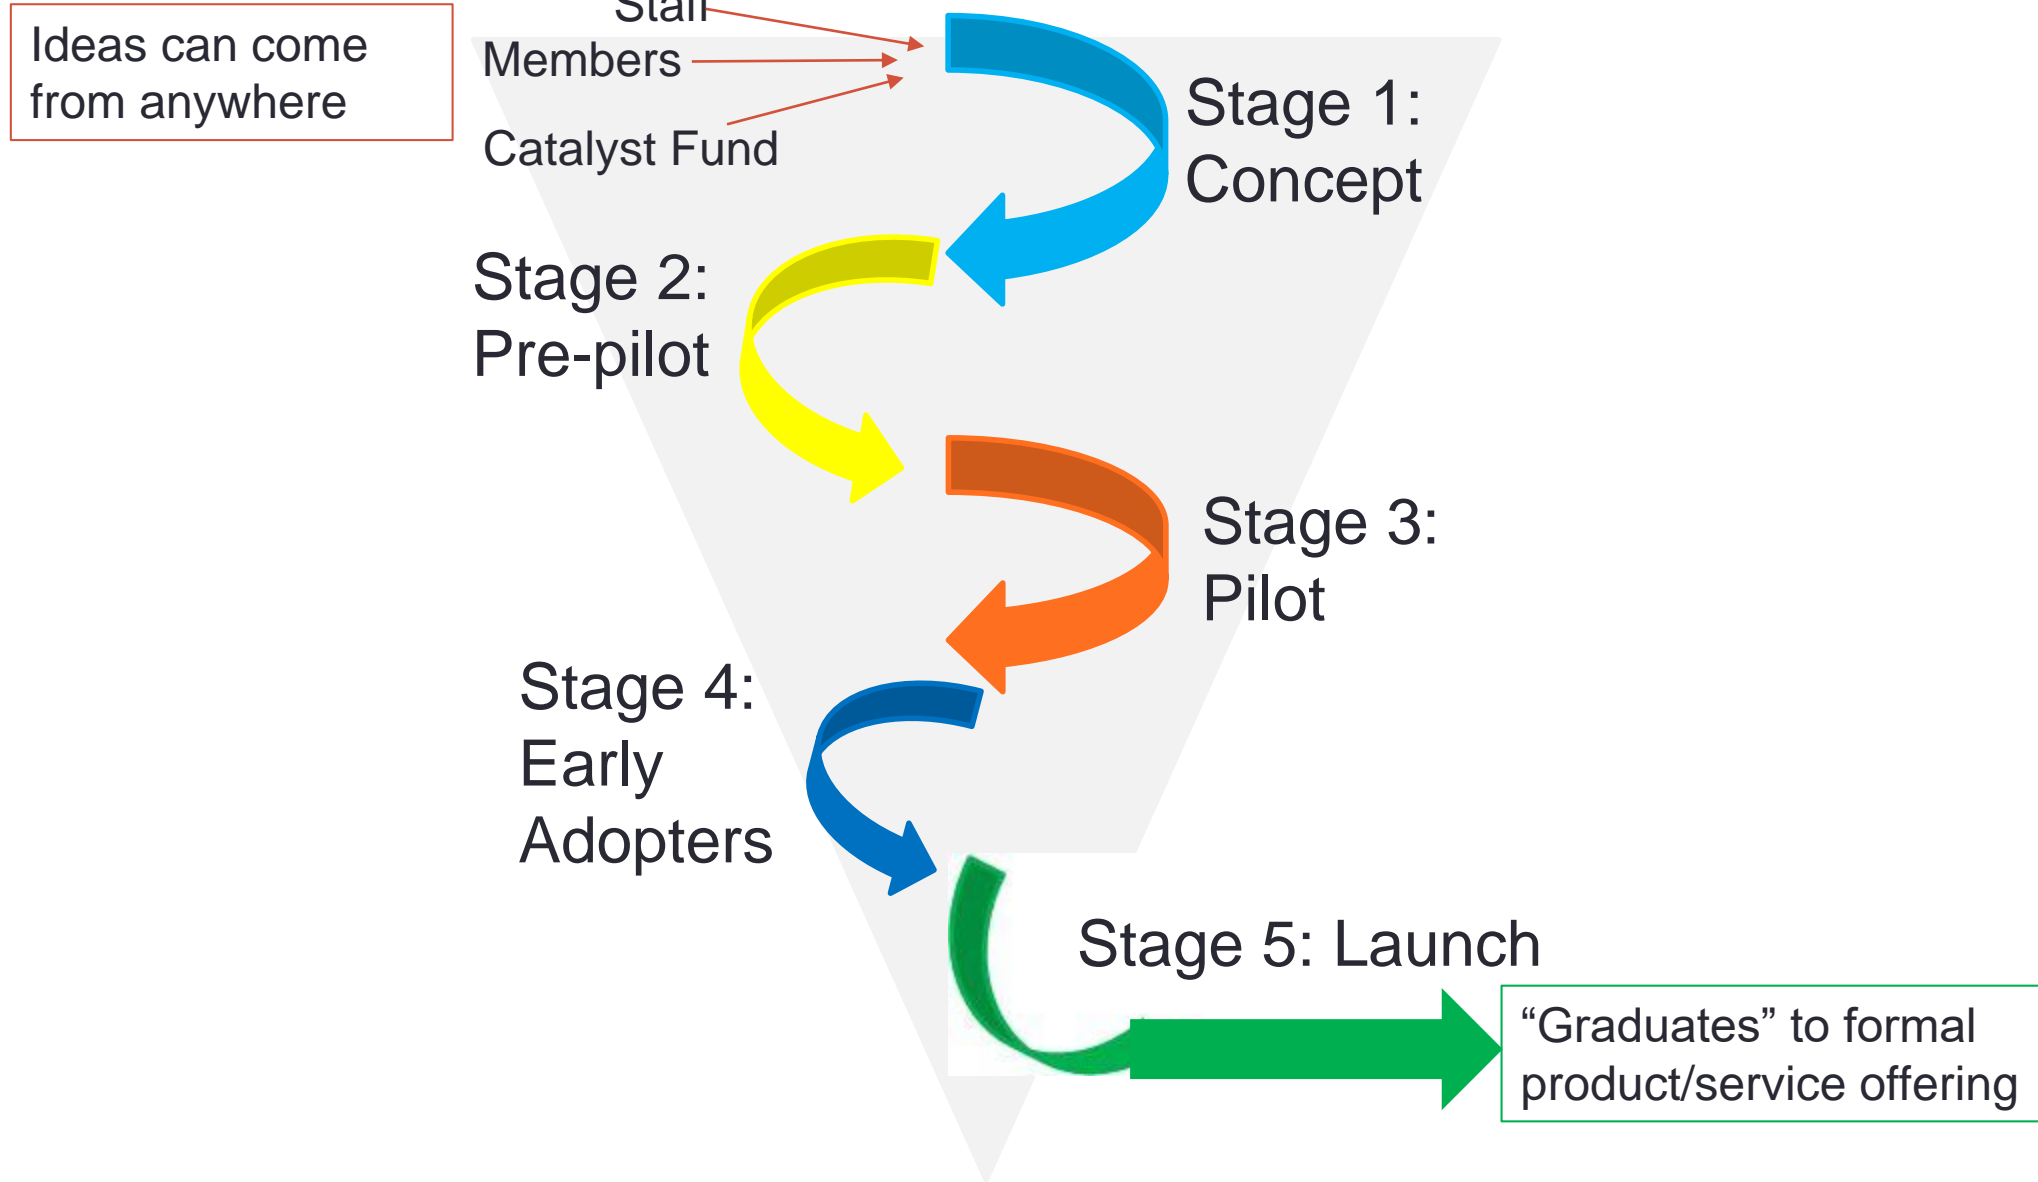 Ideas can come
from anywhere
Staff
Members
Catalyst Fund
Stage 1:
Concept
Stage 2:
Pre-pilot
Stage 3:
Pilot
Stage 4:
Early
Adopters
Stage 5: Launch
“Graduates” to formal
product/service offering